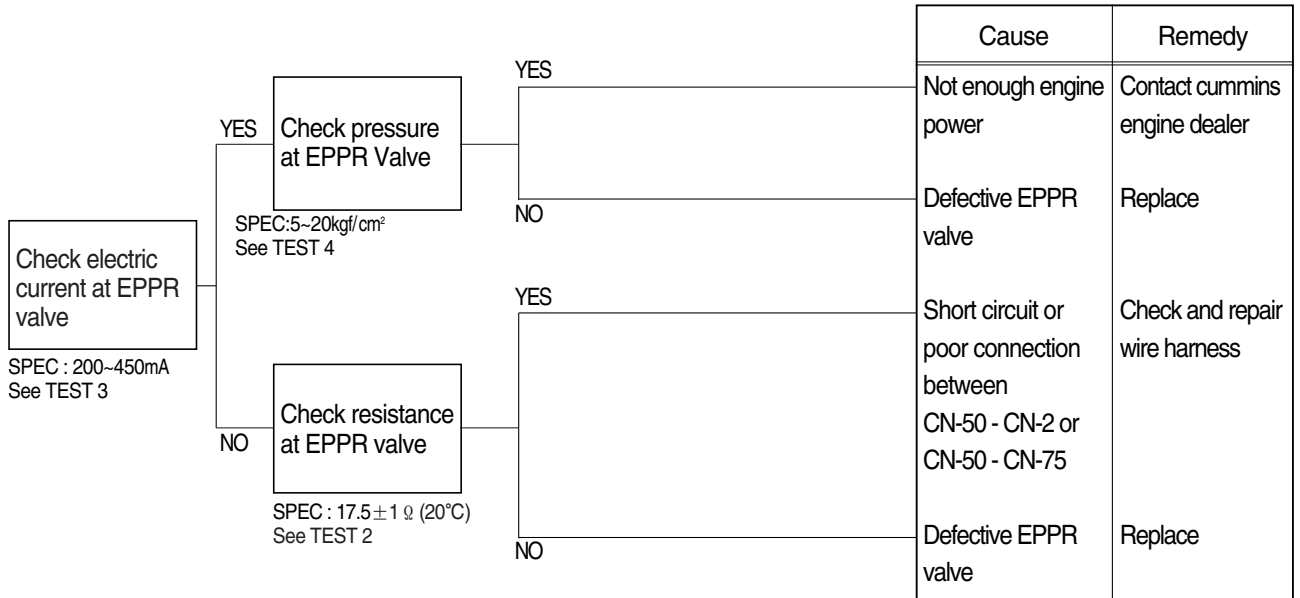 Check electric
current at EPPR
valve
SPEC : 200~450mA
See TEST 3
YES
Check pressure
at EPPR Valve
SPEC:5~20kgf/cm²
See TEST 4
NO
Check resistance
at EPPR valve
SPEC : 17.5±1 Ω (20°C)
See TEST 2
YES
NO
YES
NO
Cause
Remedy
Not enough engine
power
Contact cummins
engine dealer
Defective EPPR
valve
Replace
Short circuit or
poor connection
between
CN-50 - CN-2 or
CN-50 - CN-75
Check and repair
wire harness
Defective EPPR
valve
Replace